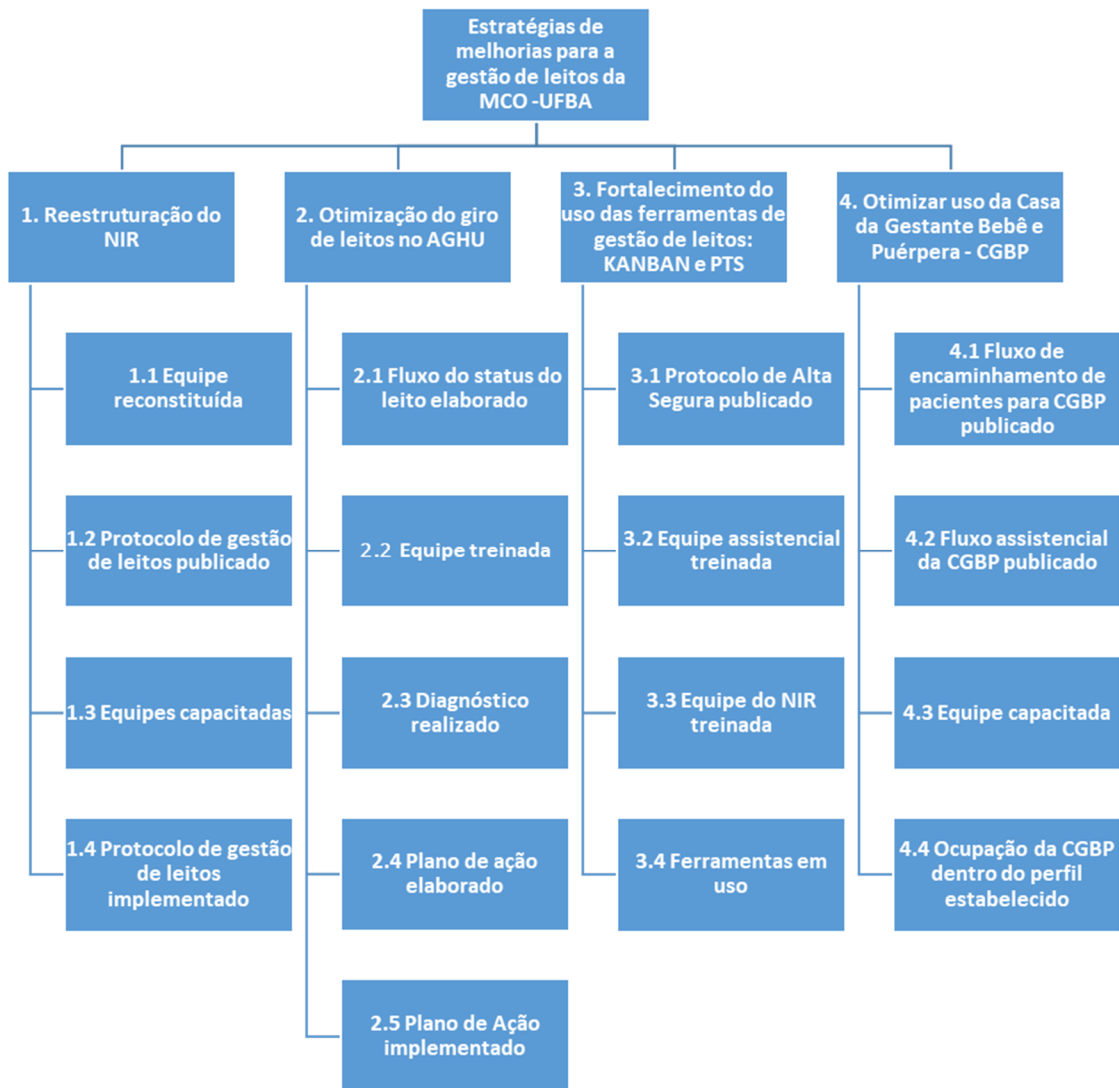 Estratégias de
melhorias para a
gestão de leitos da
MCO -UFBA
1. Reestruturação do
NIR
1.1 Equipe
reconstituída
1.2 Protocolo de gestão
de leitos publicado
1.3 Equipes capacitadas
1.4 Protocolo de gestão
de leitos
implementado
2. Otimização do giro
de leitos no AGHU
2.1 Fluxo do status do
leito elaborado
2.2 Equipe treinada
2.3 Diagnóstico
realizado
2.4 Plano de ação
elaborado
2.5 Plano de Ação
implementado
3. Fortalecimento do
uso das ferramentas de
gestão de leitos:
KANBAN e PTS
3.1 Protocolo de Alta
Segura publicado
3.2 Equipe assistencial
treinada
3.3 Equipe do NIR
treinada
3.4 Ferramentas em
uso
4. Otimizar uso da Casa
da Gestante Bebê e
Puérpera - CGBP
4.1 Fluxo de
encaminhamento de
pacientes para CGBP
publicado
4.2 Fluxo assistencial
da CGBP publicado
4.3 Equipe capacitada
4.4 Ocupação da CGBP
dentro do perfil
estabelecido